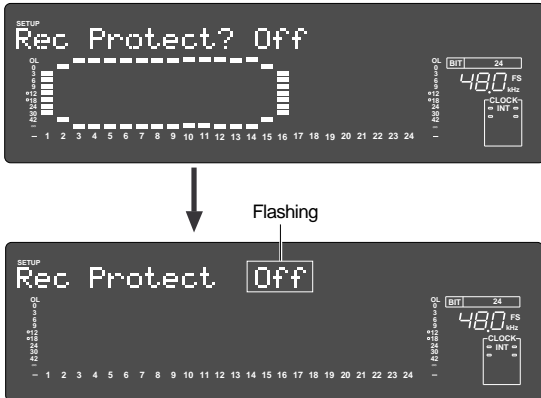 SETUP
Rec Protect? Off
OL
0
3
6
9
12
18
24
30
42
–
– 1 2 3 4 5 6 7 8 9 10 11 12 13 14 15 16 17 18 19 20 21 22 23 24 –
OL
0
3
6
9
12
18
24
30
42
–
BIT 24
48.0 FS
kHz
CLOCK
INT
Flashing
SETUP
Rec Protect Off
OL
0
3
6
9
12
18
24
30
42
–
– 1 2 3 4 5 6 7 8 9 10 11 12 13 14 15 16 17 18 19 20 21 22 23 24 –
OL
0
3
6
9
12
18
24
30
42
–
BIT 24
48.0 FS
kHz
CLOCK
INT